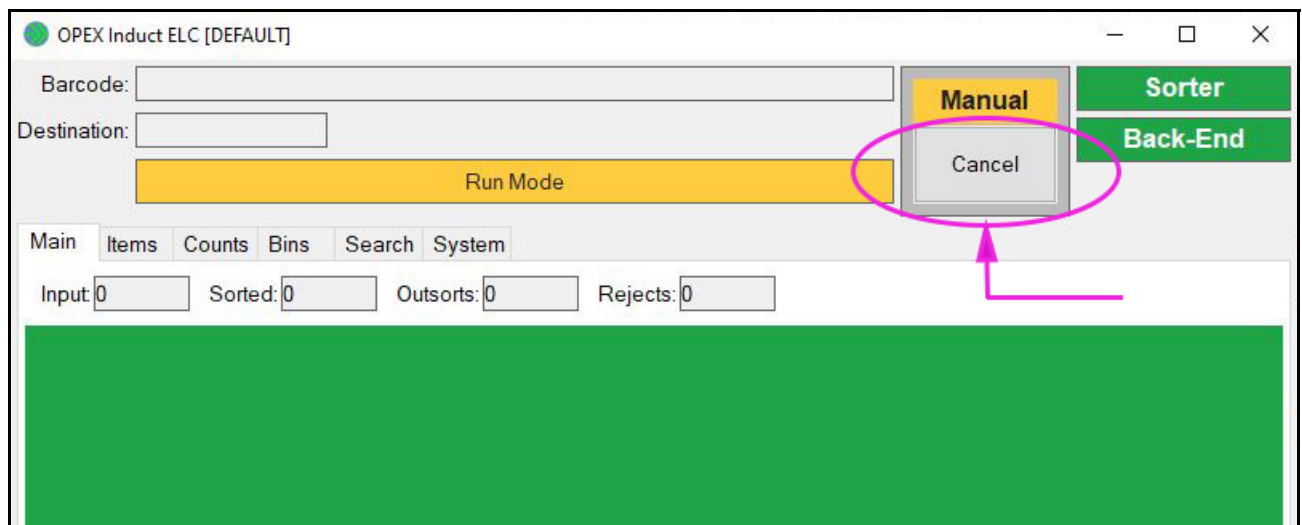 OPEX Induct ELC [DEFAULT]
Barcode:
Manual
Sorter
Destination:
Back-End
Cancel
Run Mode
Main Items Counts Bins Search System
Input: 0 Sorted: 0 Outsorts: 0 Rejects: 0